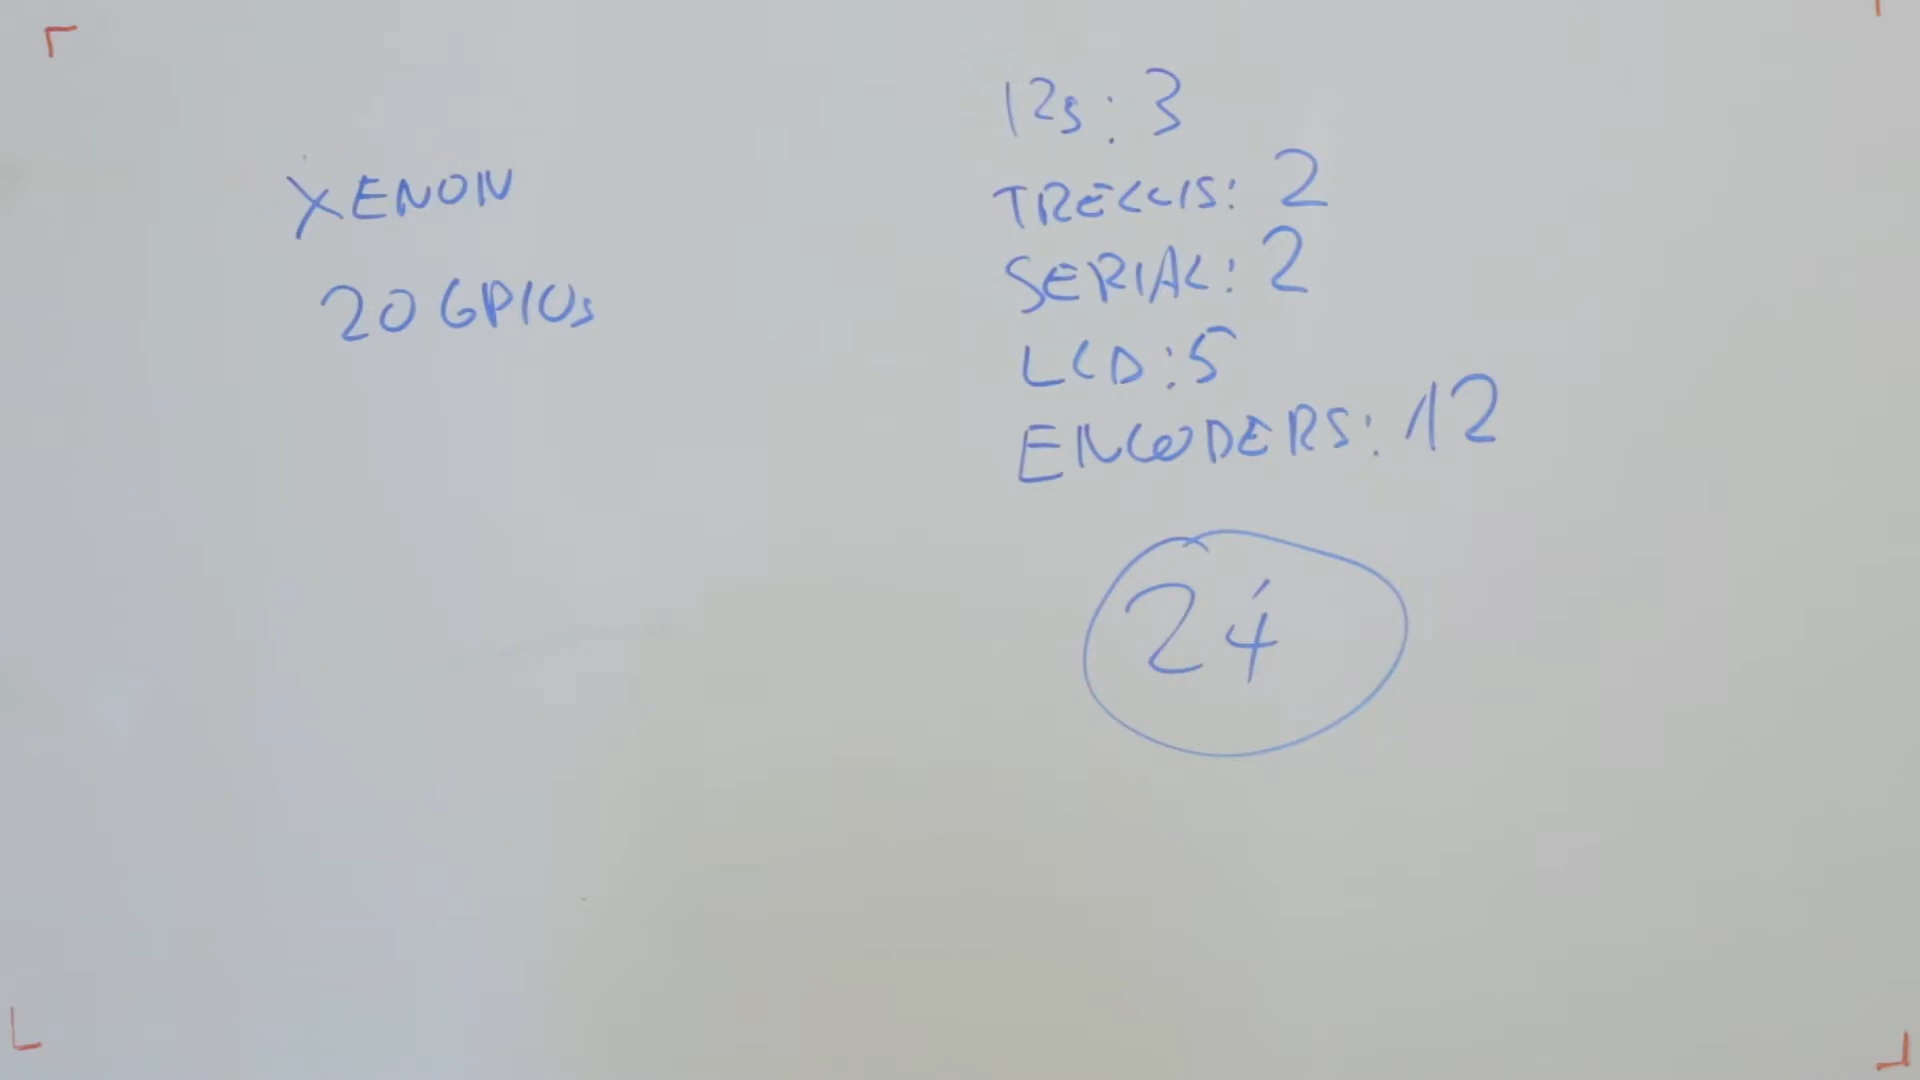 XENON
20 GPIOs
I2s: 3
TRELLIS: 2
SERIAL: 2
LCD: 5
ENCODERS: 12
24